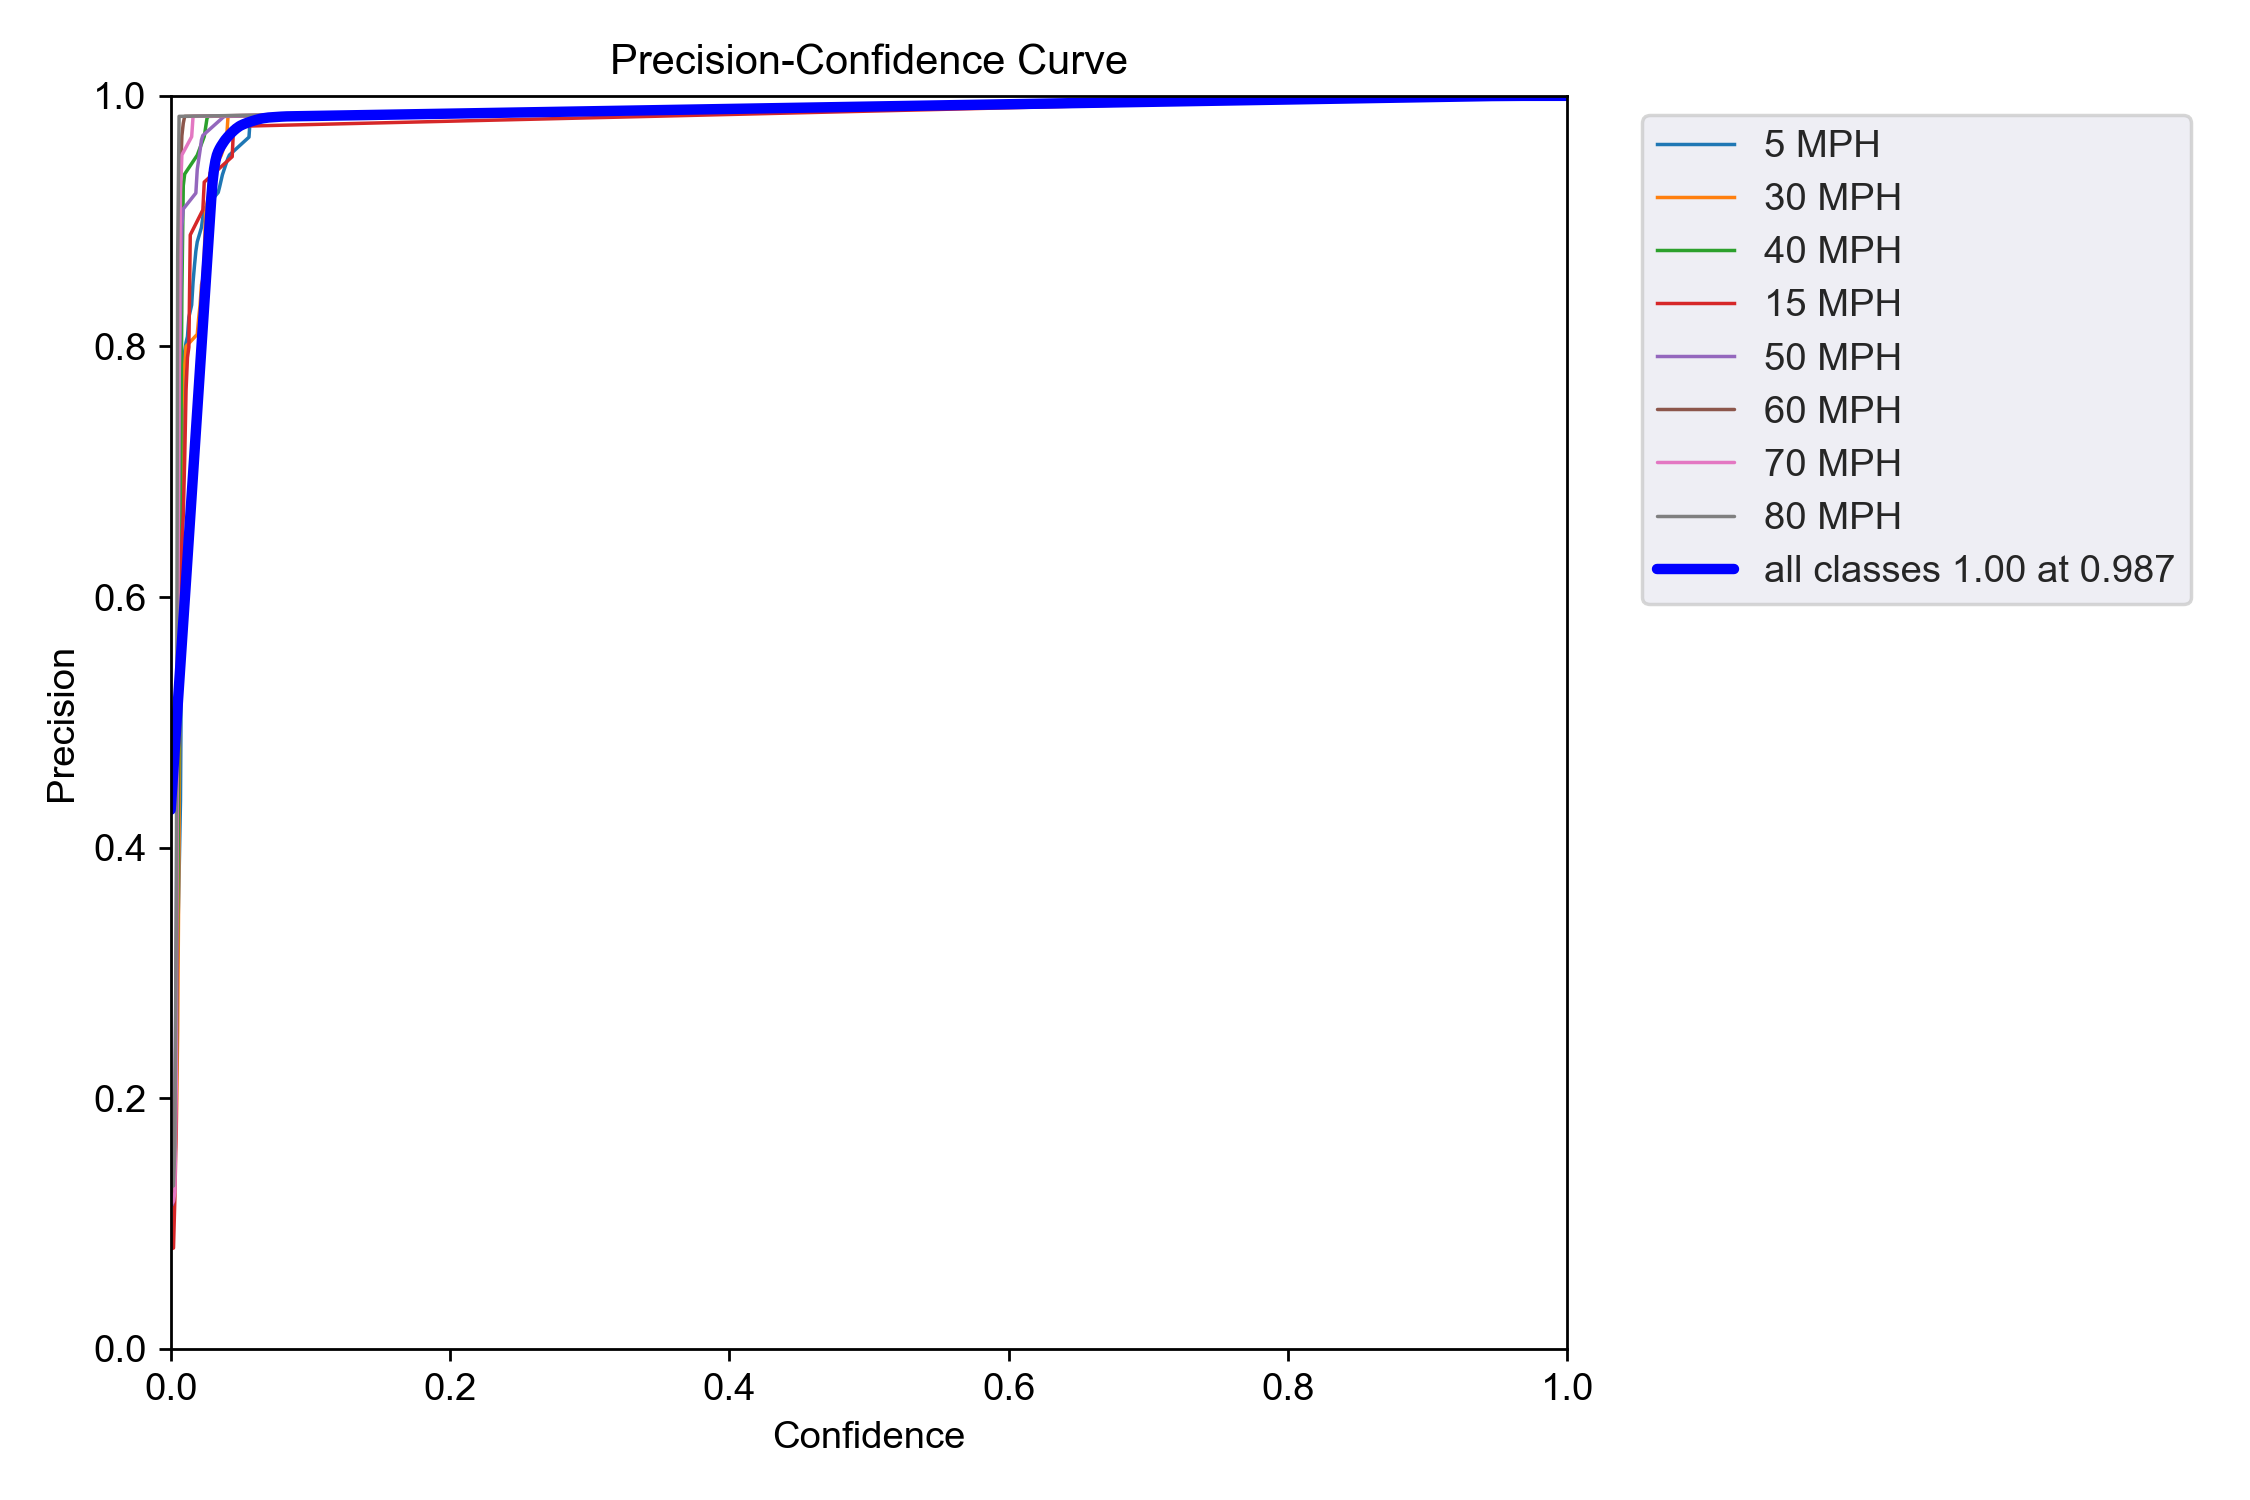 Precision-Confidence Curve
1.0
0.8
0.6
0.4
0.2
0.0
Precision
0.0 0.2 0.4 0.6 0.8 1.0
Confidence
5 MPH
30 MPH
40 MPH
15 MPH
50 MPH
60 MPH
70 MPH
80 MPH
all classes 1.00 at 0.987